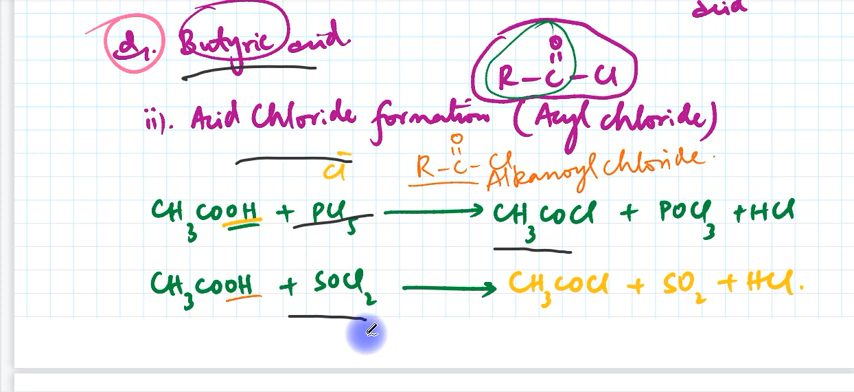 acid
d). Butyric acid
O
R-C-Cl
ii). Acid Chloride formation (Acyl chloride)
O
Cl R-C-Cl Alkanoyl chloride.
CH3COOH + PCl5 → CH3COCl + POCl3 + HCl
CH3COOH + SOCl2 → CH3COCl + SO2 + HCl.